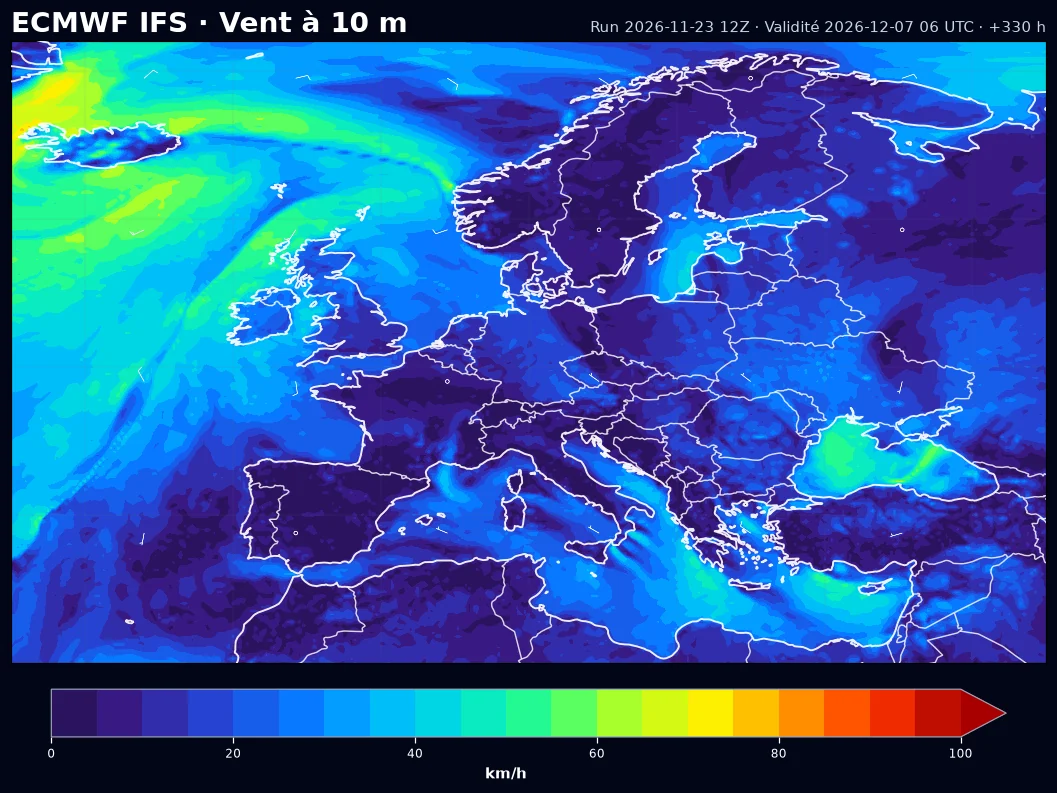 ECMWF IFS · Vent à 10 m
Run 2026-11-23 12Z · Validité 2026-12-07 06 UTC · +330 h
0 20 40 60 80 100
km/h